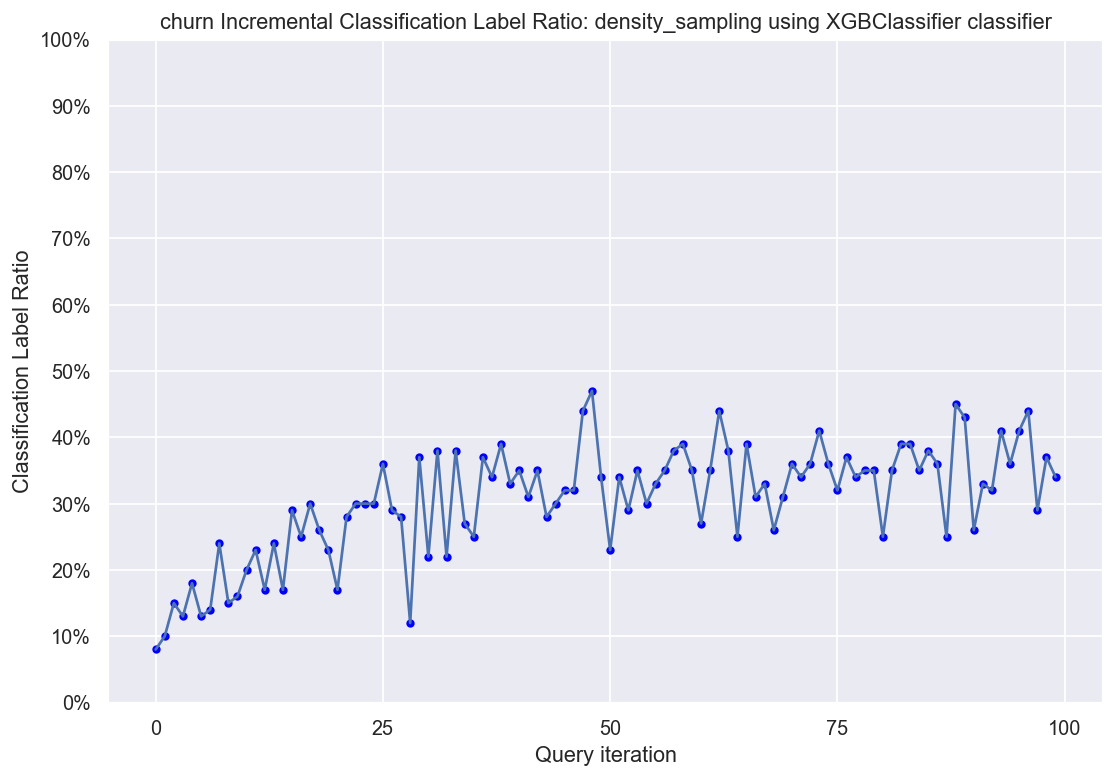 churn Incremental Classification Label Ratio: density_sampling using XGBClassifier classifier
100%
90%
80%
70%
60%
50%
40%
30%
20%
10%
0%
Classification Label Ratio
0 25 50 75 100
Query iteration